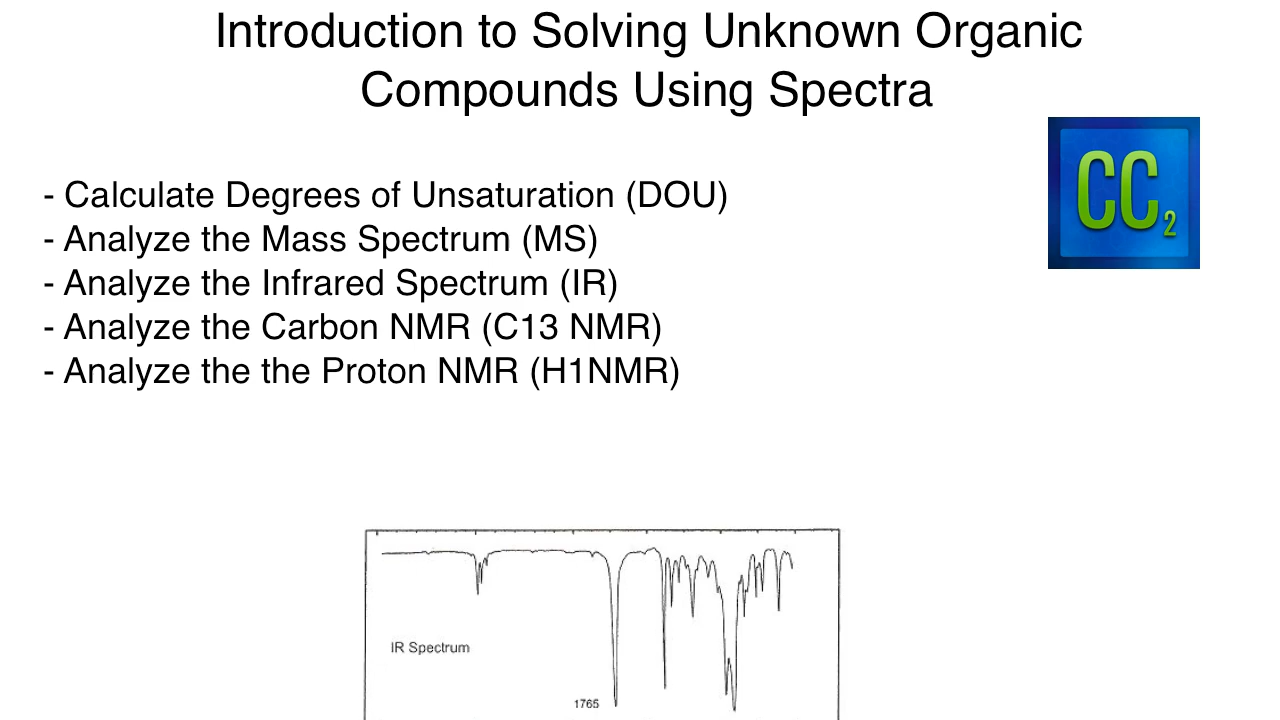 Introduction to Solving Unknown Organic
Compounds Using Spectra
CC2
- Calculate Degrees of Unsaturation (DOU)
- Analyze the Mass Spectrum (MS)
- Analyze the Infrared Spectrum (IR)
- Analyze the Carbon NMR (C13 NMR)
- Analyze the the Proton NMR (H1NMR)
IR Spectrum
1765